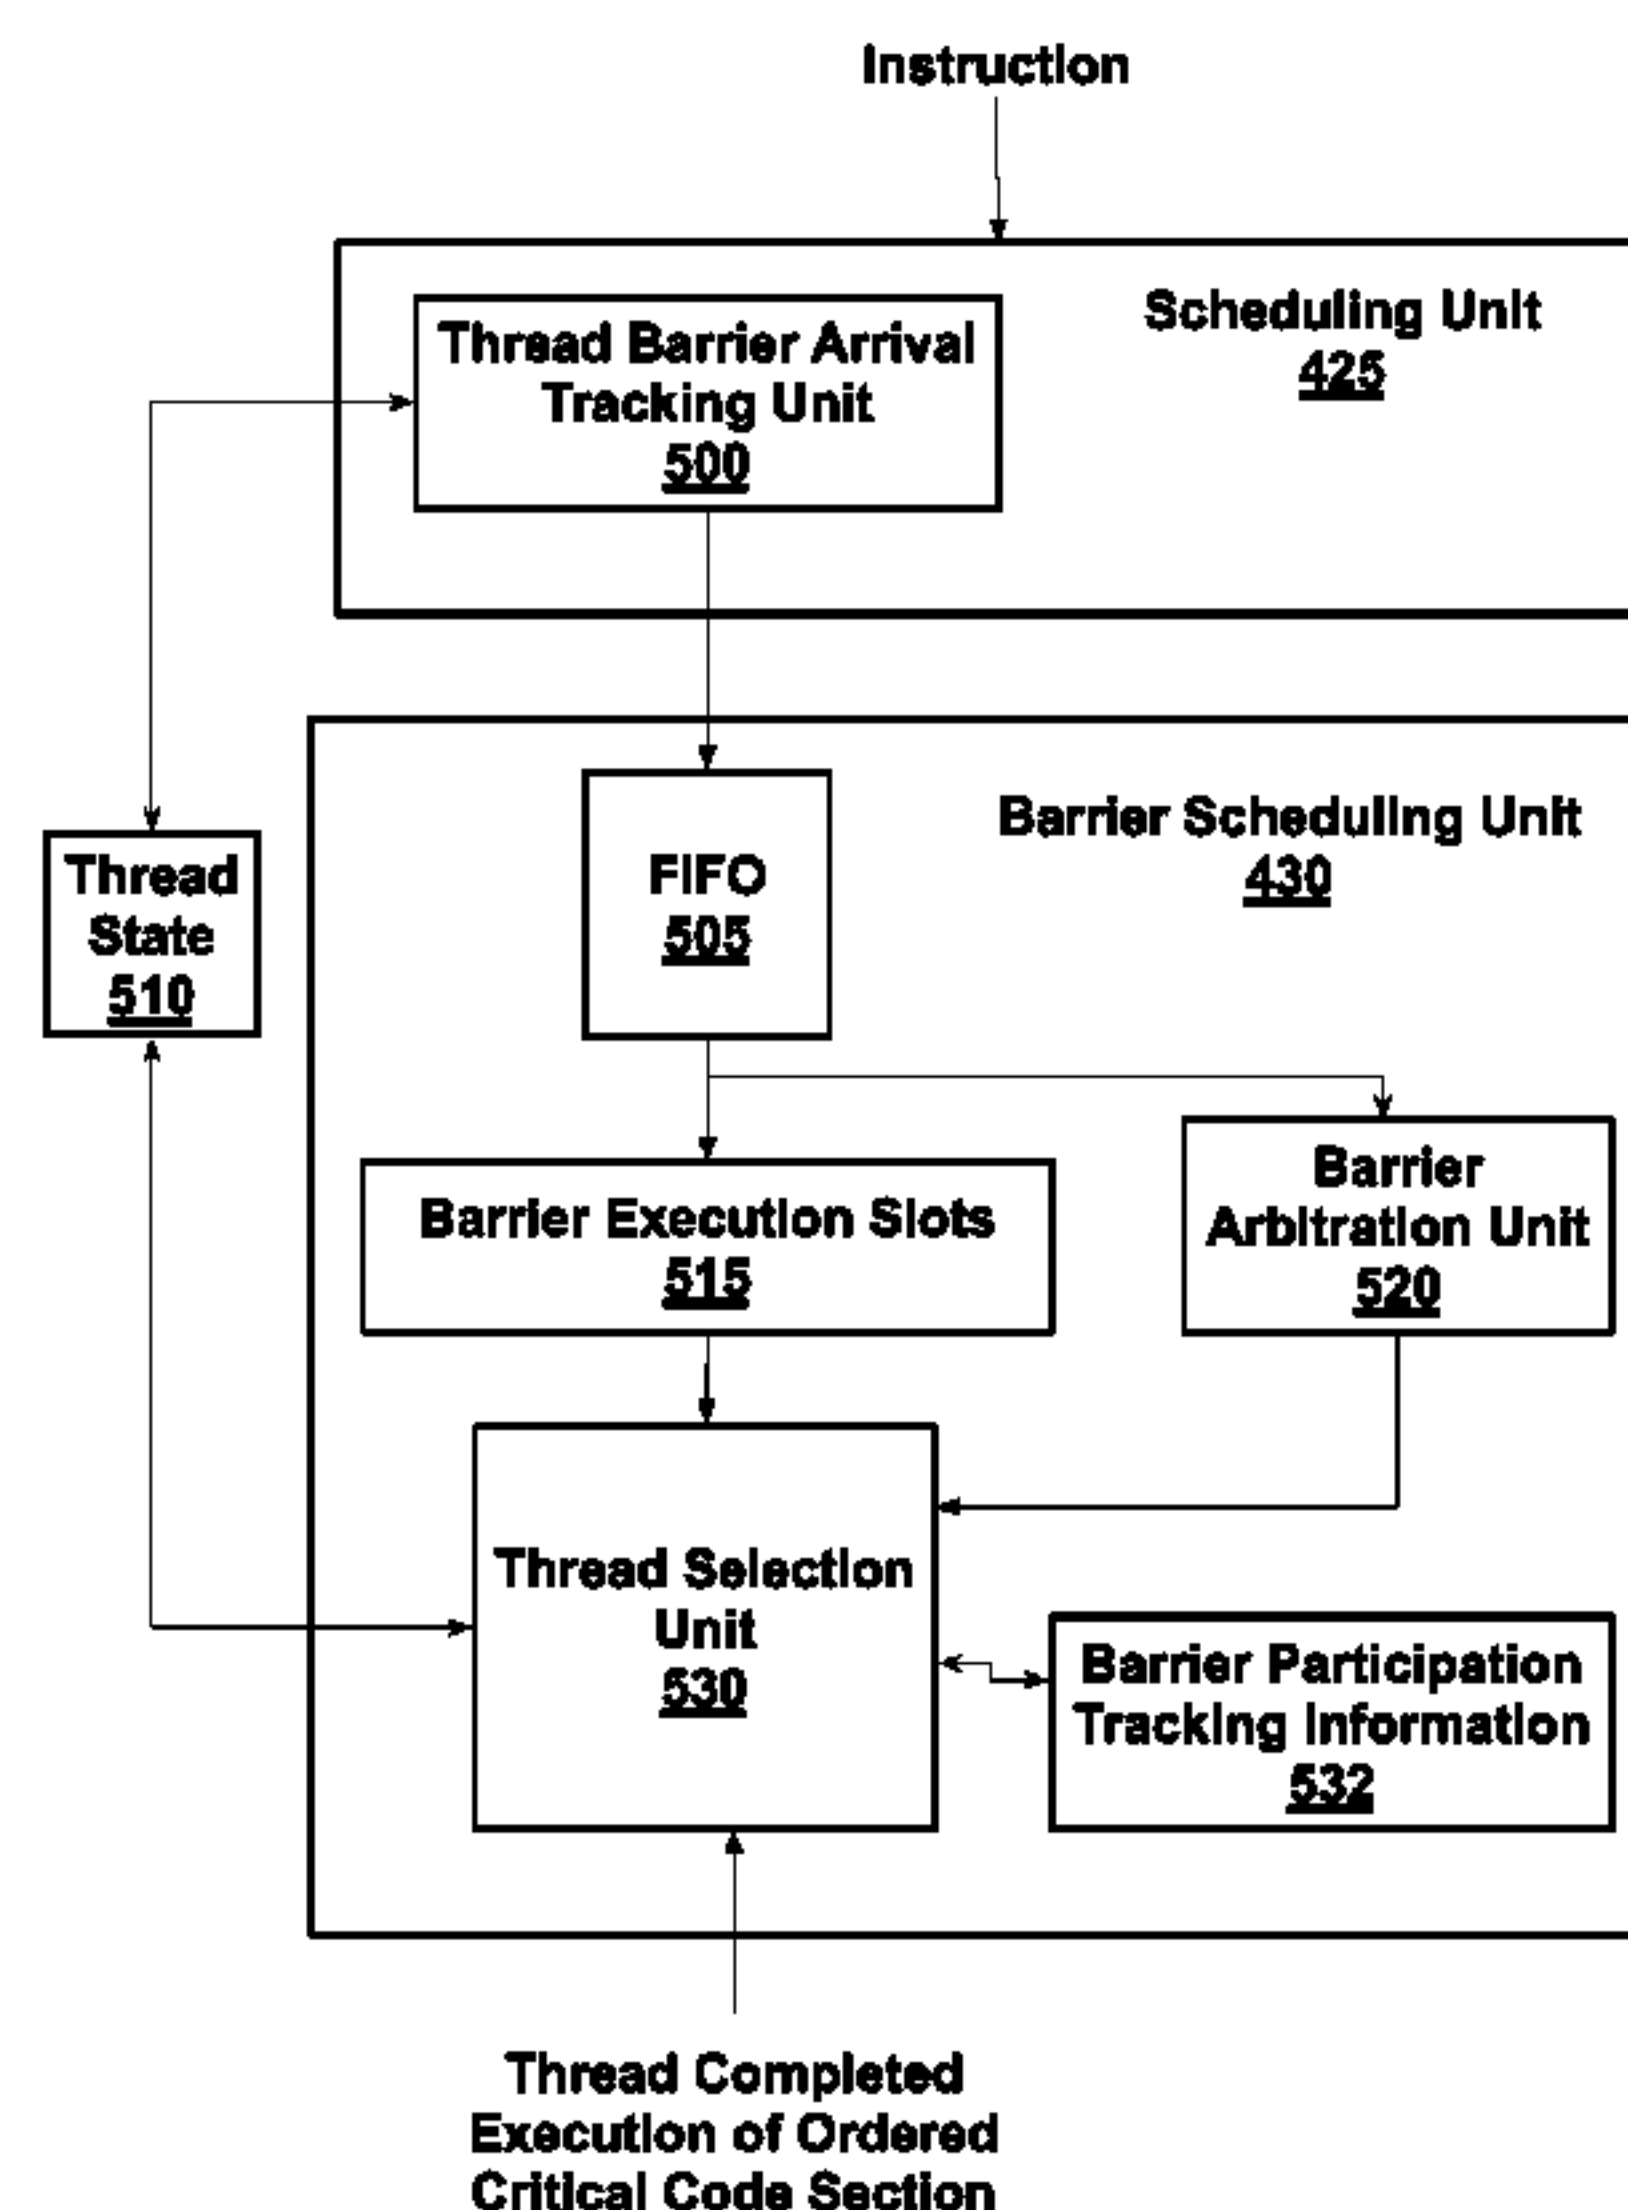 Instruction
Scheduling Unit
425
Thread Barrier Arrival
Tracking Unit
500
Barrier Scheduling Unit
430
FIFO
505
Thread
State
510
Barrier Execution Slots
515
Barrier
Arbitration Unit
520
Thread Selection
Unit
530
Barrier Participation
Tracking Information
532
Thread Completed
Execution of Ordered
Critical Code Section